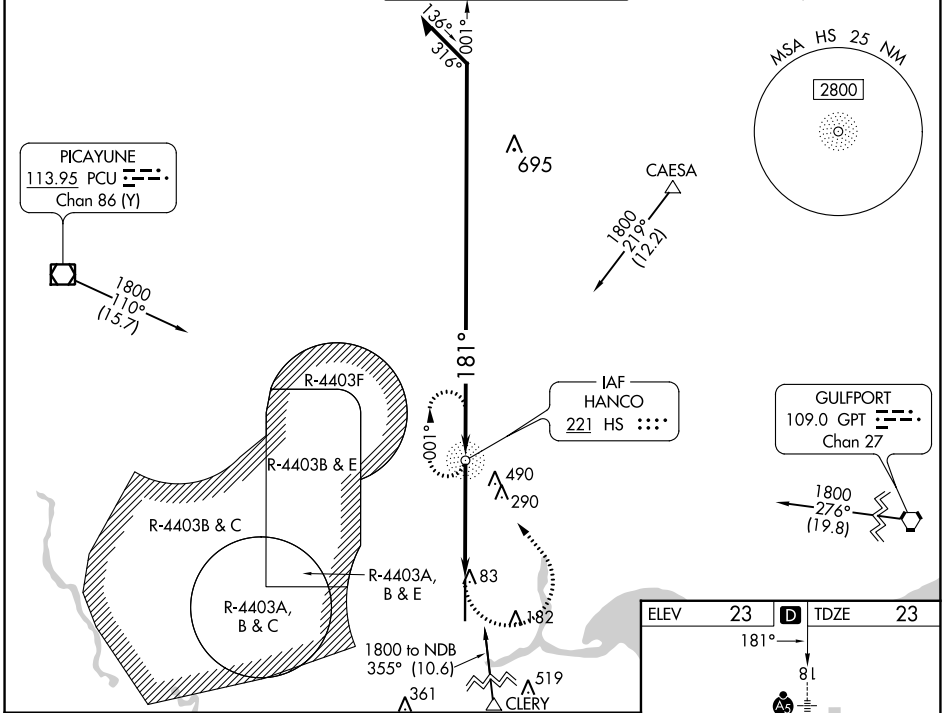 136°
316°
001°
MSA HS 25 NM
2800
695
PICAYUNE
113.95 PCU
Chan 86 (Y)
CAESA
1800
219°
(12.2)
1800
110°
(15.7)
181°
R-4403F
IAF
HANCO
221 HS
GULFPORT
109.0 GPT
Chan 27
001°
R-4403B & E
490
290
1800
276°
(19.8)
R-4403B & C
R-4403A,
B & E
83
R-4403A,
B & C
182
ELEV 23 D TDZE 23
181°
18
A5
1800 to NDB
355° (10.6)
519
361
CLERY